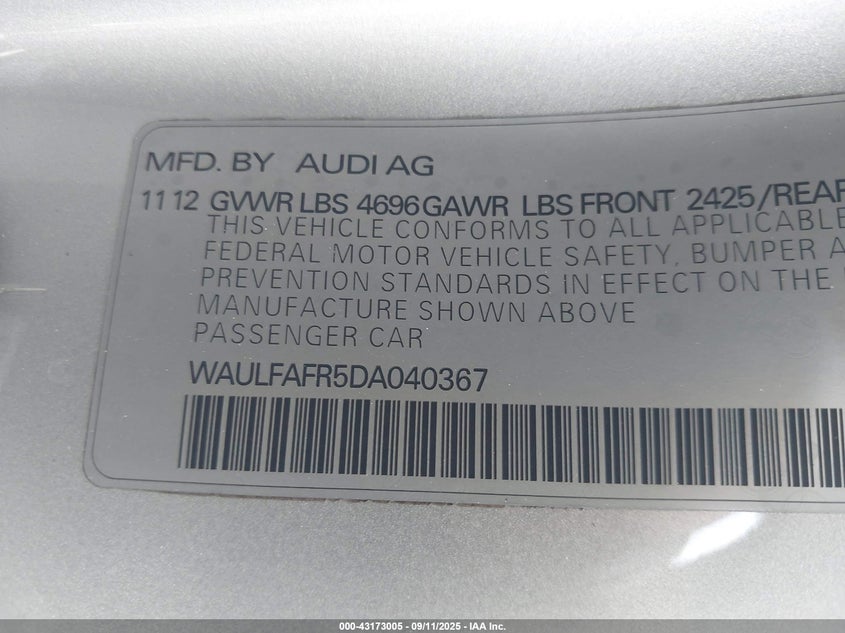 MFD. BY AUDI AG
11 12 GVWR LBS 4696 GAWR LBS FRONT 2425/REAR
THIS VEHICLE CONFORMS TO ALL APPLICABLE
FEDERAL MOTOR VEHICLE SAFETY, BUMPER A
PREVENTION STANDARDS IN EFFECT ON THE
MANUFACTURE SHOWN ABOVE
PASSENGER CAR
WAULFAFR5DA040367
000-43173005 - 09/11/2025 - IAA Inc.